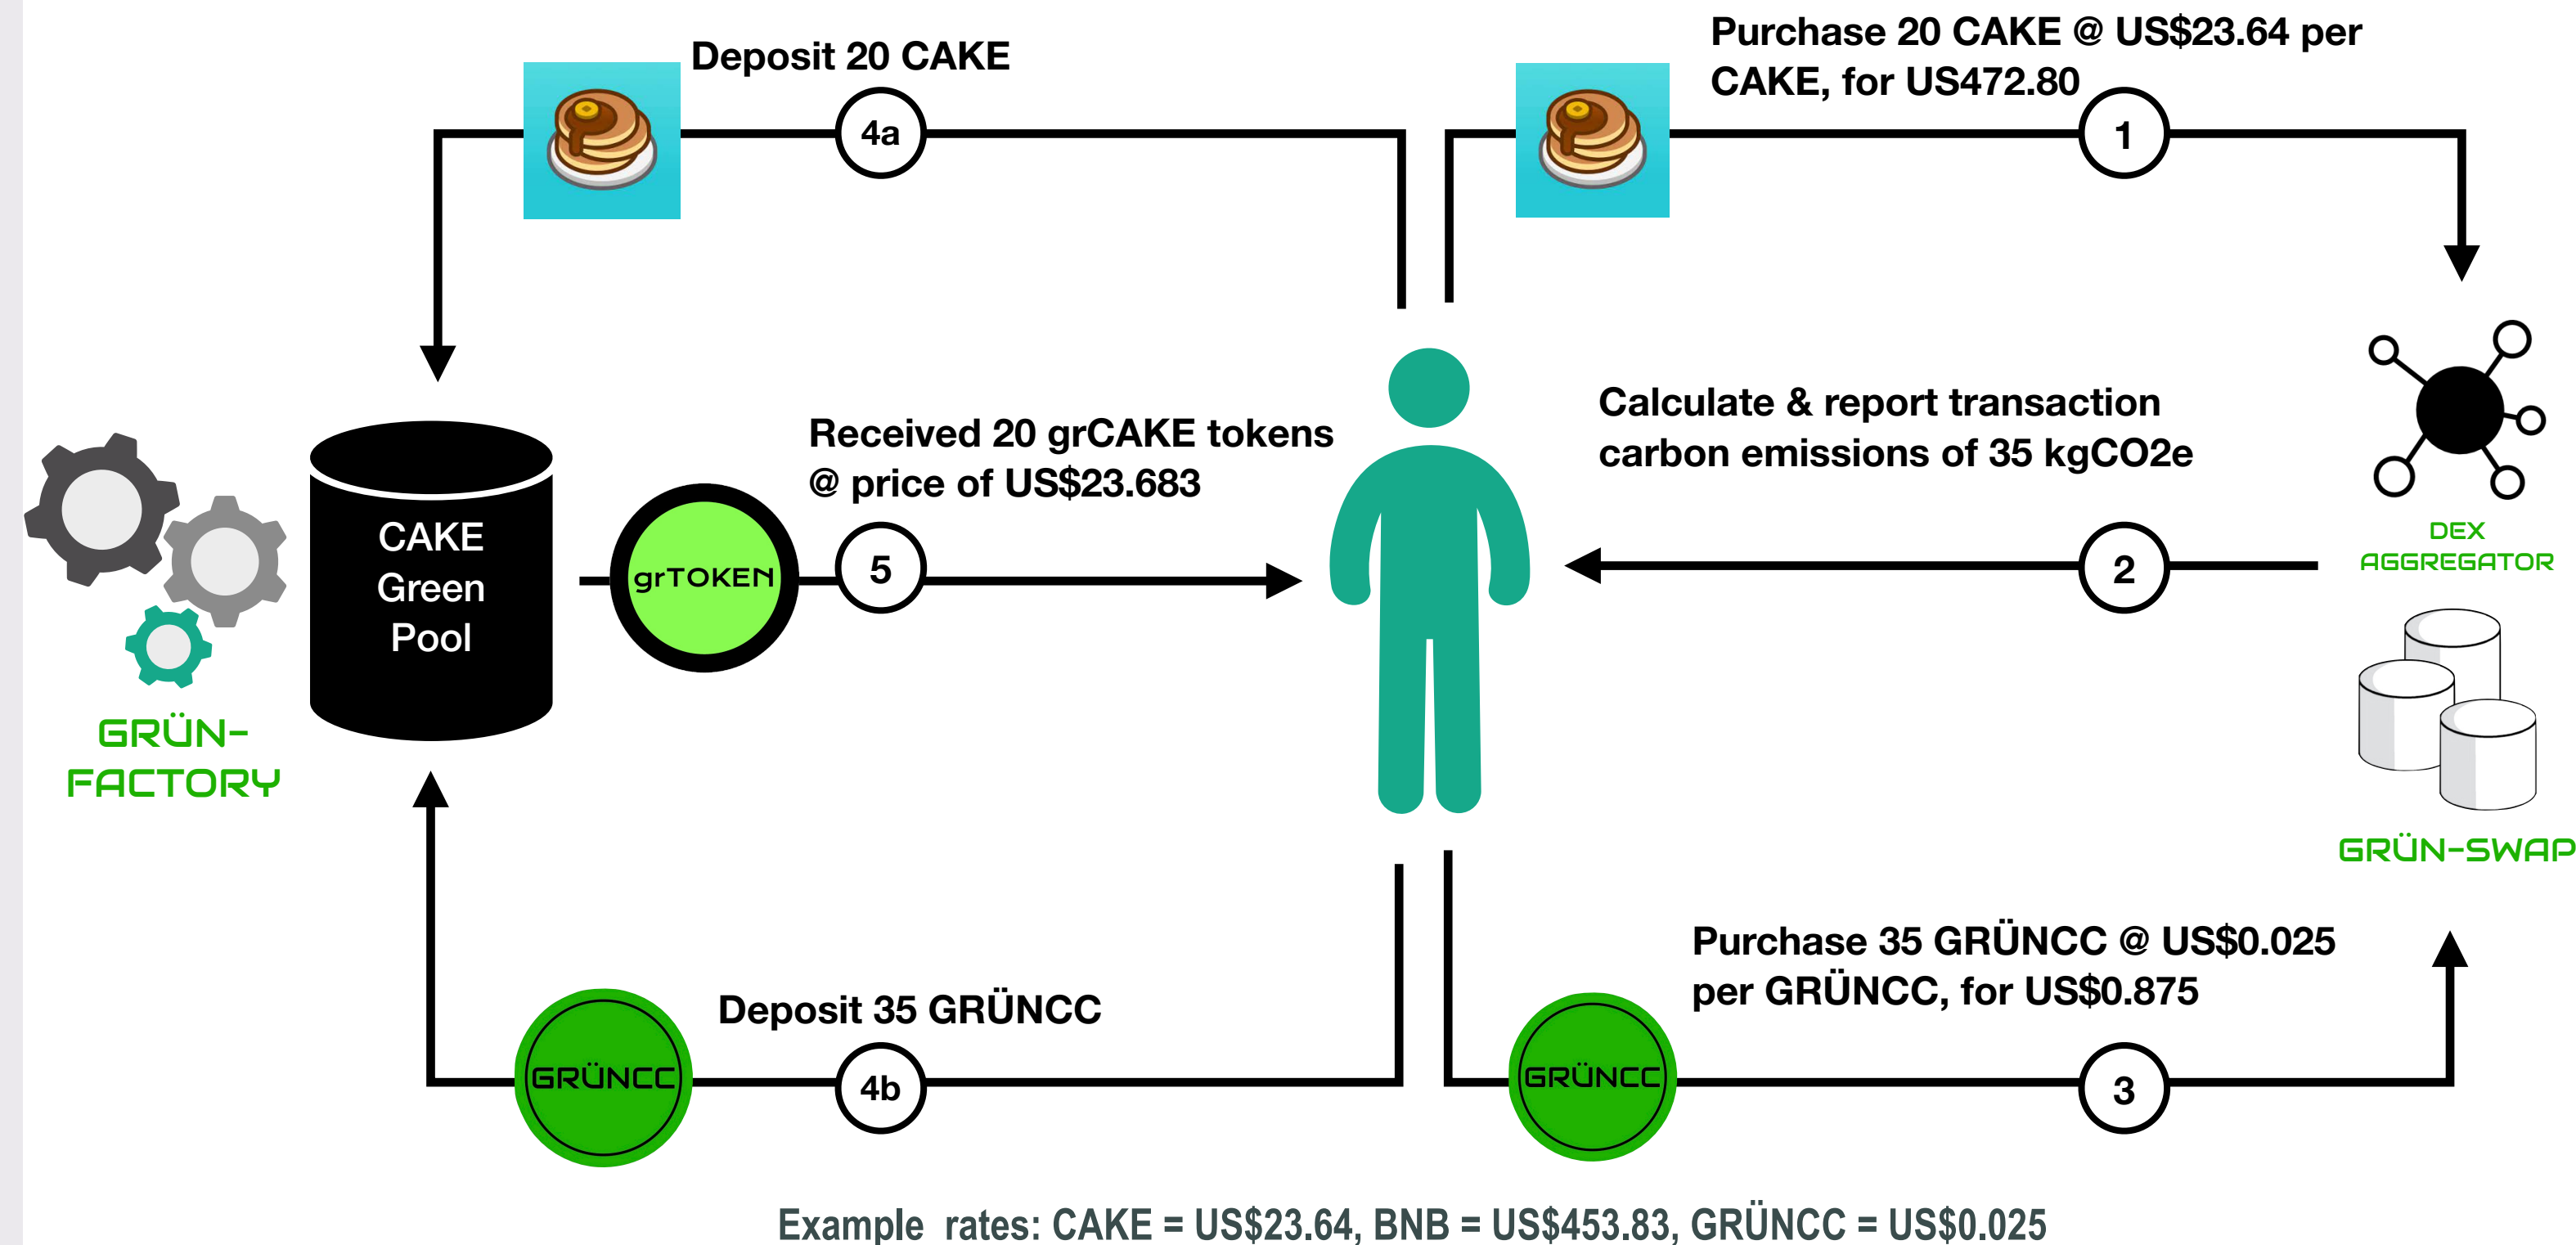 Deposit 20 CAKE
4a
Purchase 20 CAKE @ US$23.64 per
CAKE, for US472.80
1
Received 20 grCAKE tokens
@ price of US$23.683
grTOKEN
5
CAKE
Green
Pool
GRÜN-
FACTORY
Calculate & report transaction
carbon emissions of 35 kgCO2e
2
DEX
AGGREGATOR
GRÜN-SWAP
Deposit 35 GRÜNCC
GRÜNCC
4b
Purchase 35 GRÜNCC @ US$0.025
per GRÜNCC, for US$0.875
GRÜNCC
3
Example rates: CAKE = US$23.64, BNB = US$453.83, GRÜNCC = US$0.025